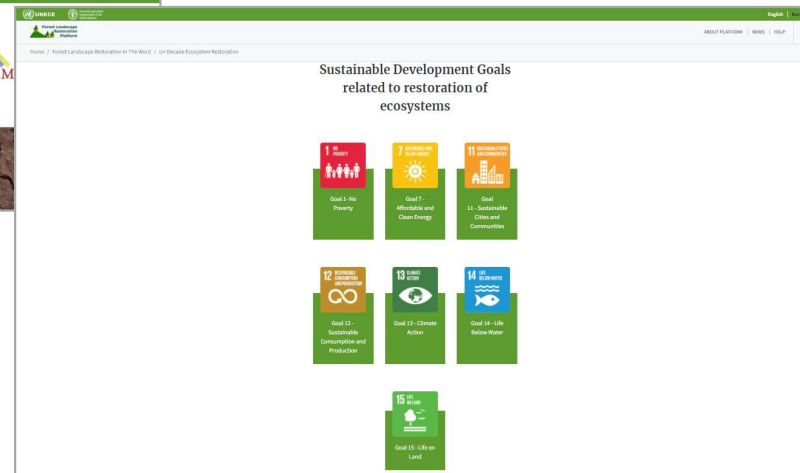 M
UNECE
English
Forest Landscape
Restoration
Platform
ABOUT PLATFORM | NEWS | HELP
Home / Forest Landscape Restoration In The Word / Un Decade Ecosystem Restoration
Sustainable Development Goals
related to restoration of
ecosystems
1 NO
POVERTY
7 AFFORDABLE AND
CLEAN ENERGY
11 SUSTAINABLE CITIES
AND COMMUNITIES
Goal 1- No
Poverty
Goal 7 -
Affordable and
Clean Energy
Goal
11 - Sustainable
Cities and
Communities
12 RESPONSIBLE
CONSUMPTION
AND PRODUCTION
13 CLIMATE
ACTION
14 LIFE
BELOW WATER
Goal 12 -
Sustainable
Consumption and
Production
Goal 13 - Climate
Action
Goal 14 - Life
Below Water
15 LIFE
ON LAND
Goal 15 - Life on
Land